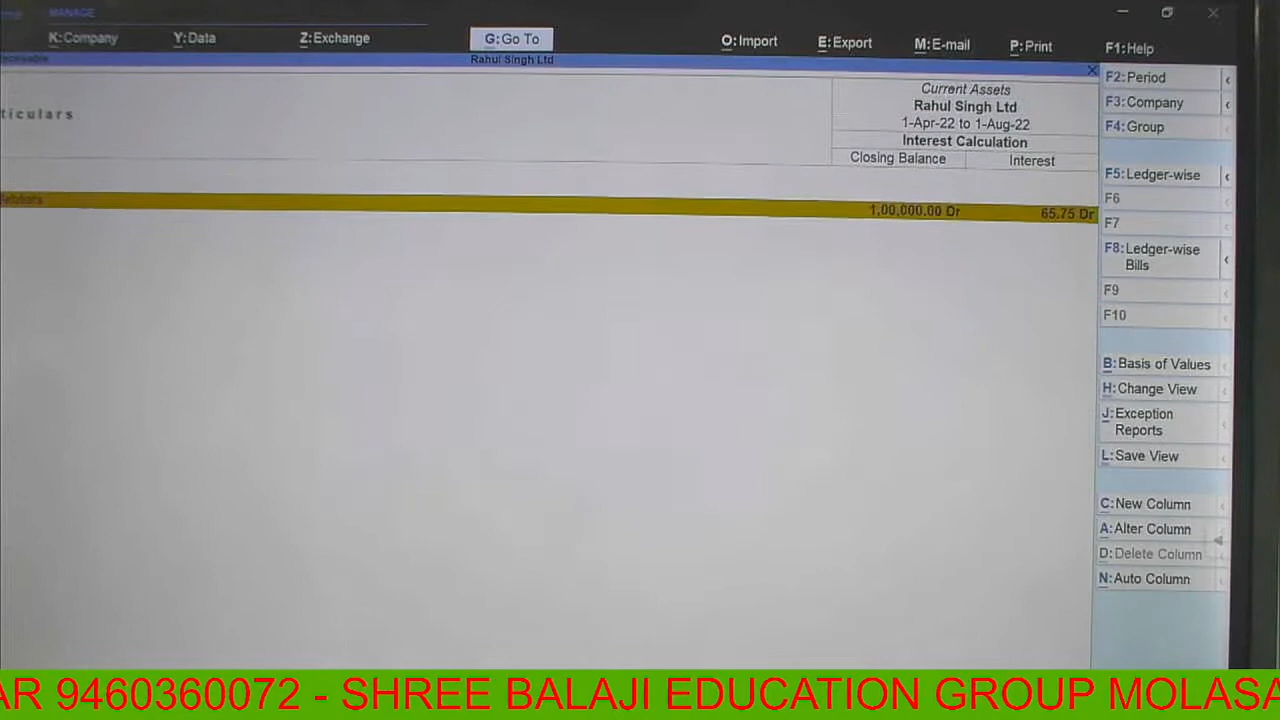 MANAGE
K:Company Y:Data Z:Exchange G:Go To O:Import E:Export M:E-mail P:Print F1:Help
Rahul Singh Ltd
ticulars
Current Assets
Rahul Singh Ltd
1-Apr-22 to 1-Aug-22
Interest Calculation
Closing Balance Interest
1,00,000.00 Dr 65.75 Dr
F2:Period
F3:Company
F4:Group
F5:Ledger-wise
F6
F7
F8:Ledger-wise
Bills
F9
F10
B:Basis of Values
H:Change View
J:Exception
Reports
L:Save View
C:New Column
A:Alter Column
D:Delete Column
N:Auto Column
AR 9460360072 - SHREE BALAJI EDUCATION GROUP MOLASA